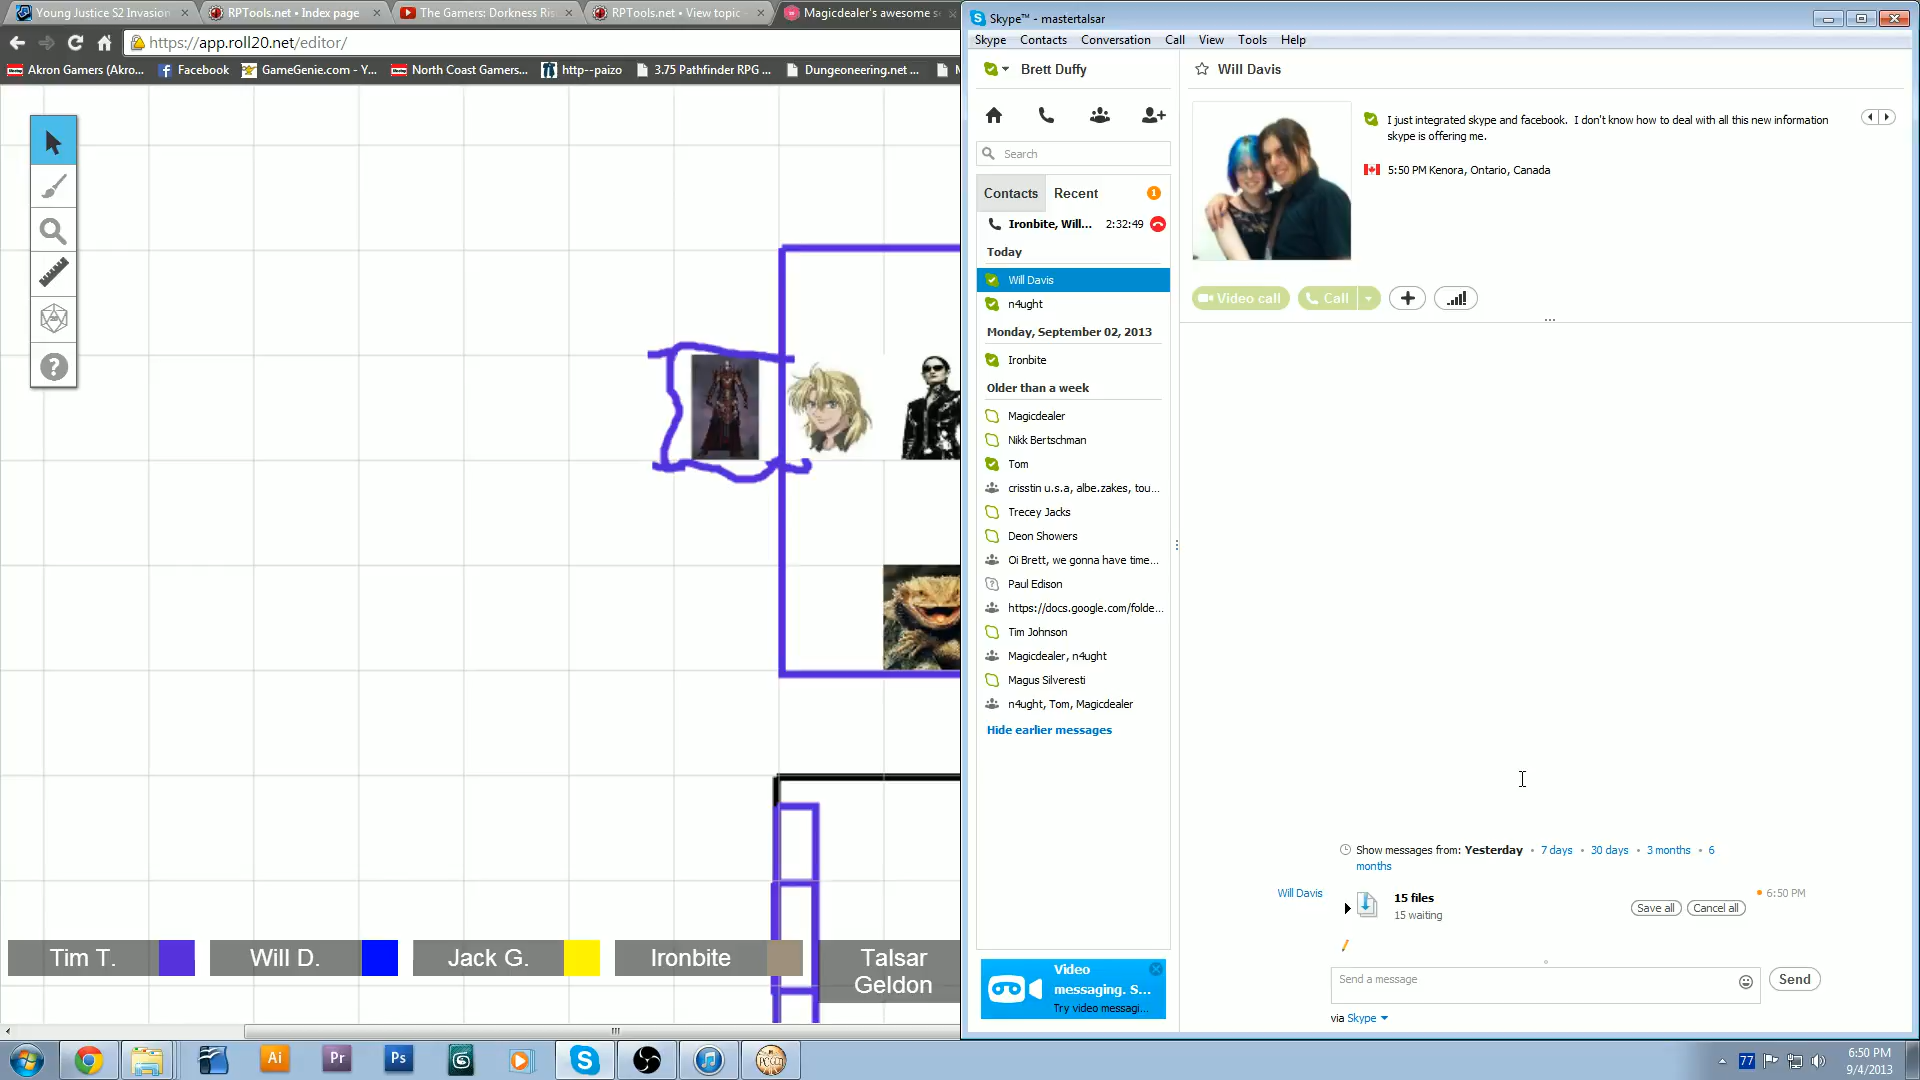 Young Justice S2 Invasion
RPTools.net • Index page
The Gamers: Dorkness Ris
RPTools.net • View topic
Magicdealer's awesome s
https://app.roll20.net/editor/
Akron Gamers (Akro...
Facebook
GameGenie.com - Y...
North Coast Gamers...
http--paizo
3.75 Pathfinder RPG ...
Dungeoneering.net ...
Skype™ - mastertalsar
Skype Contacts Conversation Call View Tools Help
Brett Duffy
Search
Contacts Recent 1
Ironbite, Will... 2:32:49
Today
Will Davis
n4ught
Monday, September 02, 2013
Ironbite
Older than a week
Magicdealer
Nikk Bertschman
Tom
crisstin u.s.a, albe.zakes, tou...
Trecey Jacks
Deon Showers
Oi Brett, we gonna have time...
Paul Edison
https://docs.google.com/folde...
Tim Johnson
Magicdealer, n4ught
Magus Silveresti
n4ught, Tom, Magicdealer
Hide earlier messages
Video
messaging. S...
Try video messagi...
Will Davis
I just integrated skype and facebook. I don't know how to deal with all this new information
skype is offering me.
5:50 PM Kenora, Ontario, Canada
Video call
Call
Show messages from: Yesterday • 7 days • 30 days • 3 months • 6
months
Will Davis
15 files
15 waiting
Save all
Cancel all
6:50 PM
Send a message
Send
via Skype
Tim T.
Will D.
Jack G.
Ironbite
Talsar
Geldon
20
?
Ai
Pr
Ps
77
6:50 PM
9/4/2013